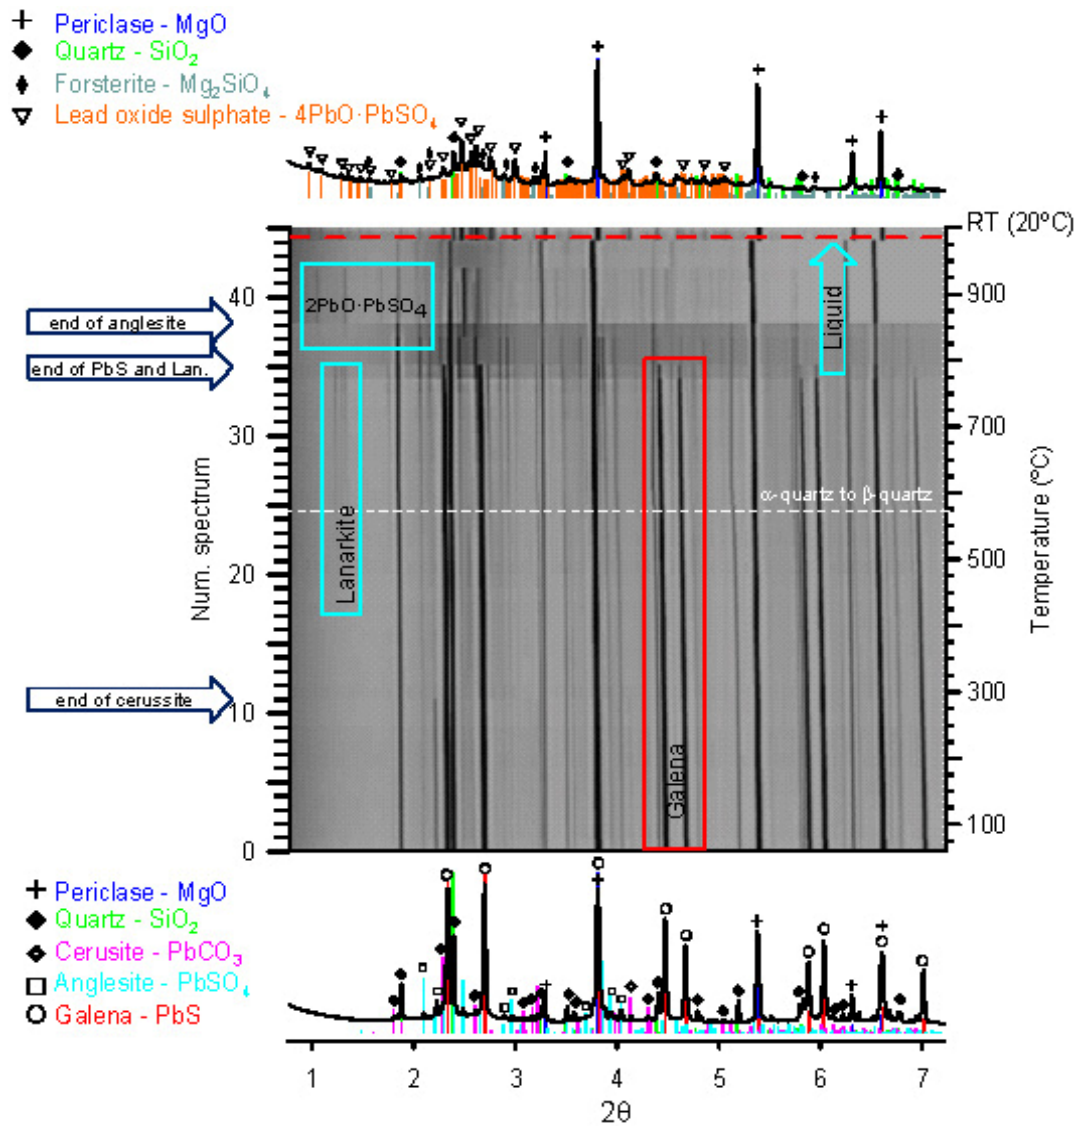 Periclase - MgO
Quartz - SiO₂
Forsterite - Mg₂SiO₄
Lead oxide sulphate - 4PbO·PbSO₄
RT (20ºC)
2PbO·PbSO₄
Liquid
end of anglesite
end of PbS and Lan.
Lanarkite
Galena
α-quartz to β-quartz
end of cerussite
40
30
20
10
0
Num. spectrum
900
700
500
300
100
Temperature (ºC)
Periclase - MgO
Quartz - SiO₂
Cerusite - PbCO₃
Anglesite - PbSO₄
Galena - PbS
1 2 3 4 5 6 7
2θ